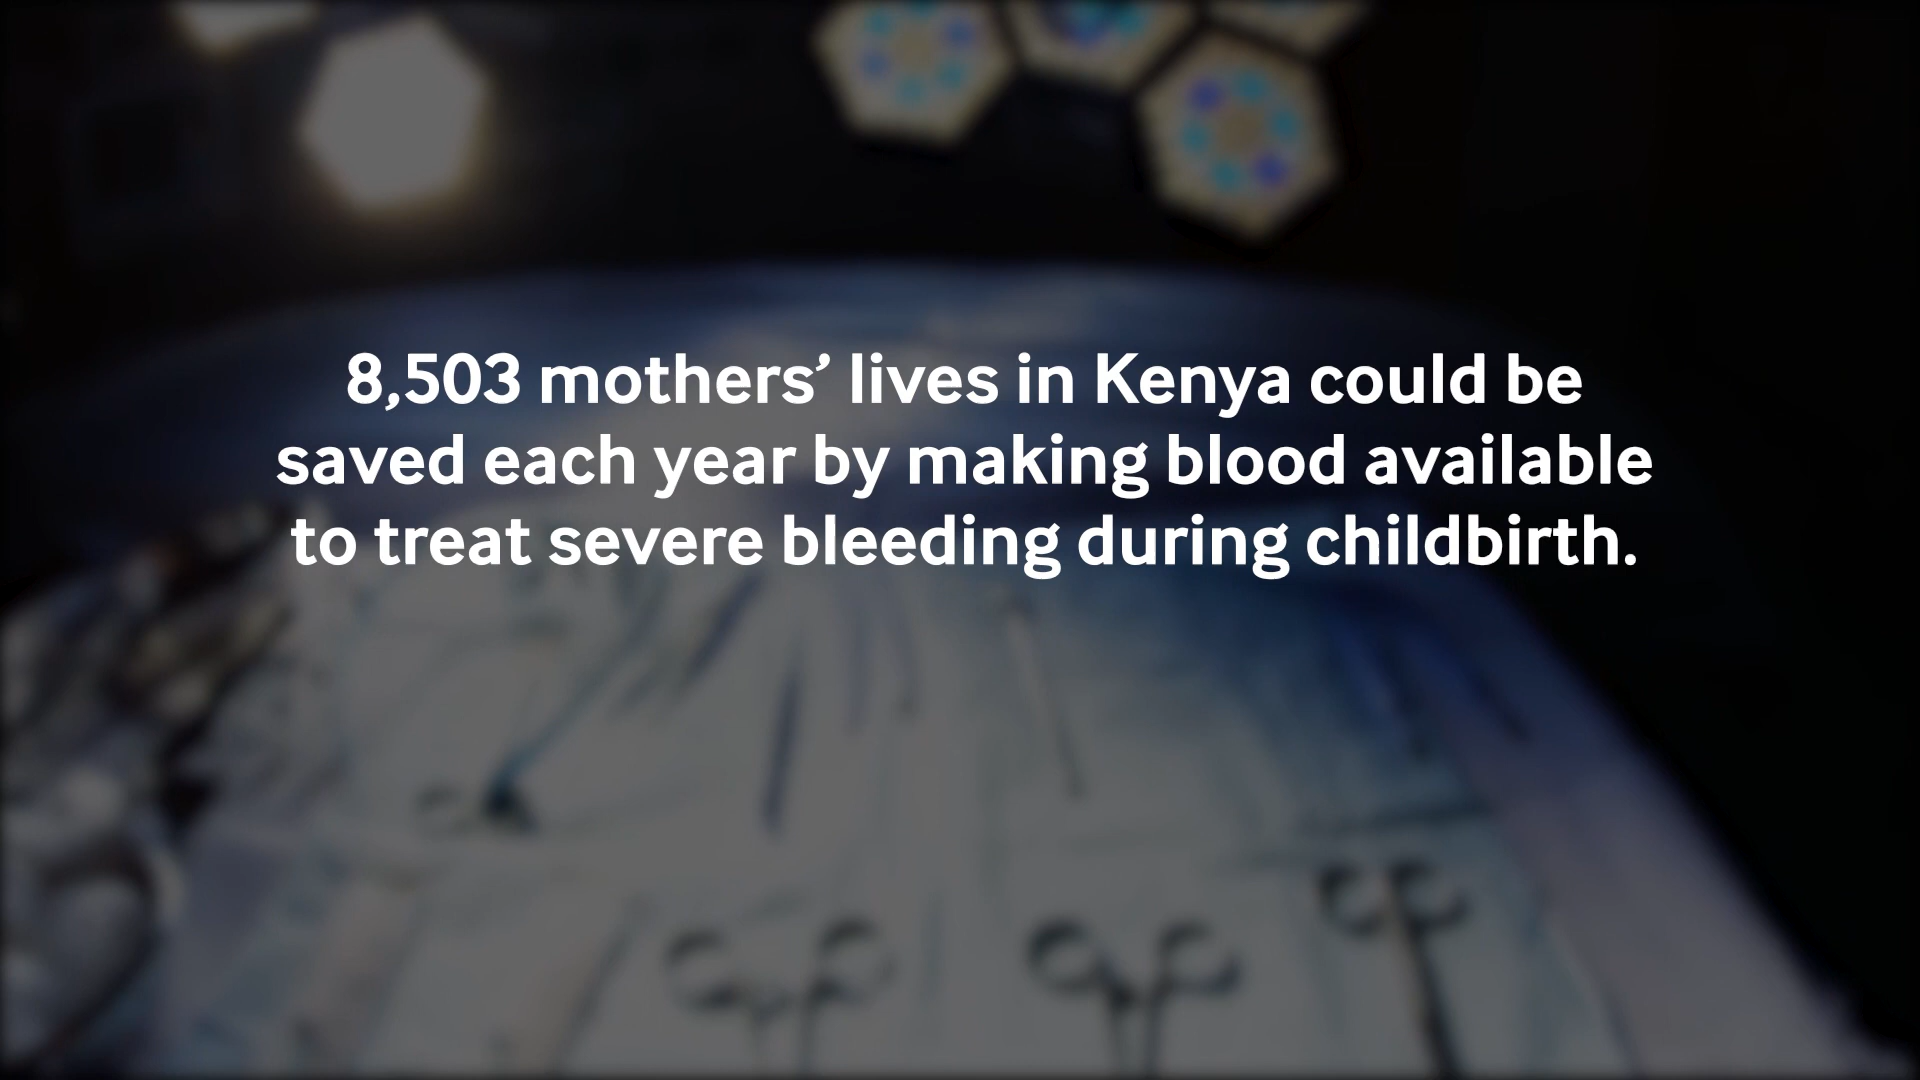 8,503 mothers’ lives in Kenya could be
saved each year by making blood available
to treat severe bleeding during childbirth.